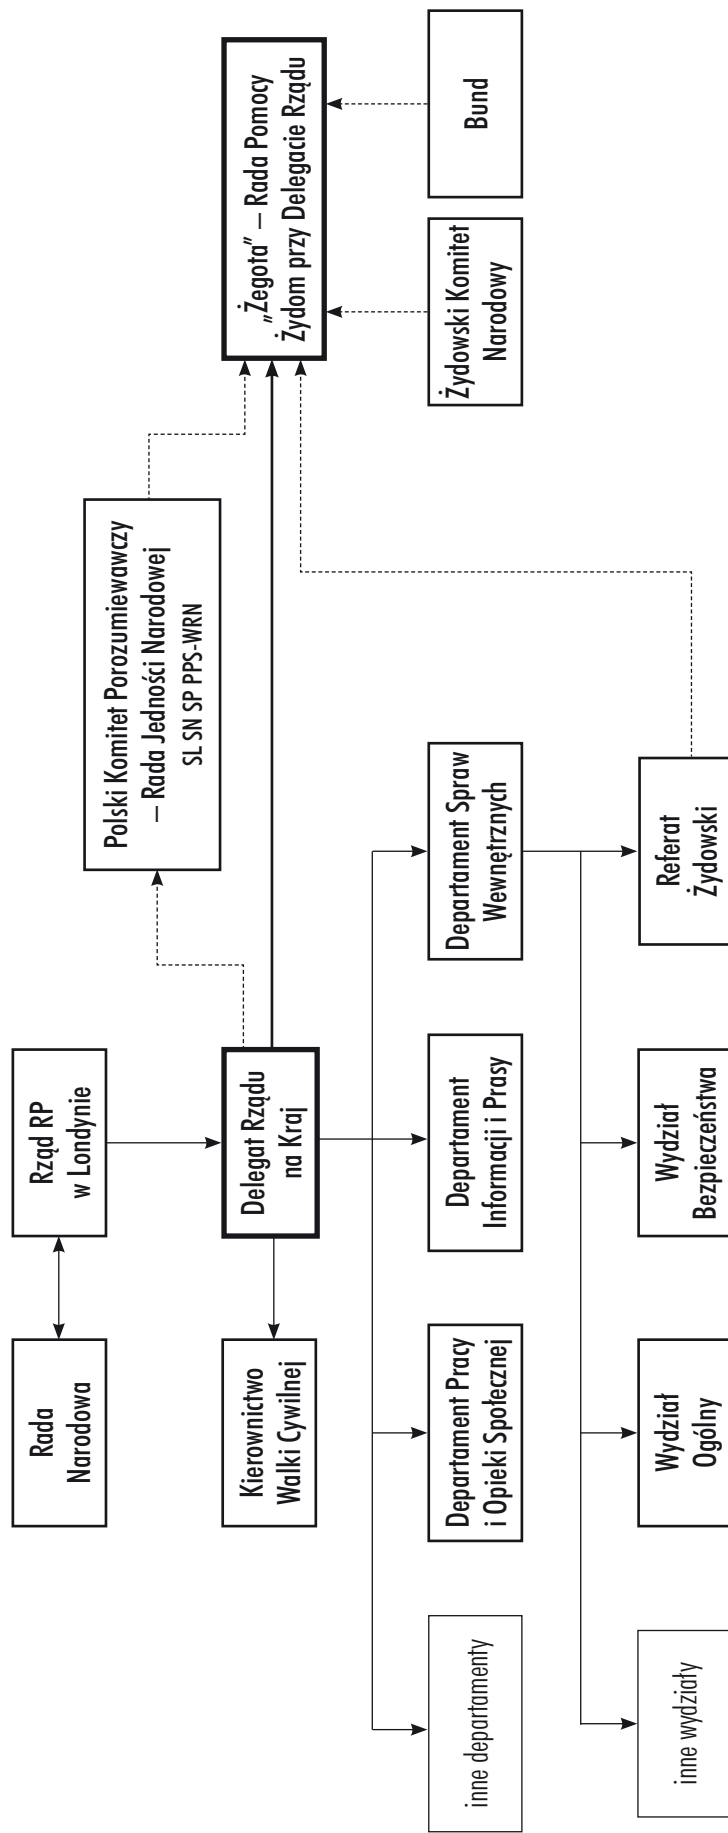 Rada
Narodowa
Rząd RP
w Londynie
Polski Komitet Porozumiewawczy
– Rada Jedności Narodowej
SL SN SP PPS-WRN
Kierownictwo
Walki Cywilnej
Delegat Rządu
na Kraj
„Żegota” – Rada Pomocy
Żydom przy Delegacie Rządu
inne departamenty
Departament Pracy
i Opieki Społecznej
Departament
Informacji i Prasy
Departament Spraw
Wewnętrznych
Żydowski Komitet
Narodowy
Bund
inne wydziały
Wydział
Ogólny
Wydział
Bezpieczeństwa
Referat
Żydowski